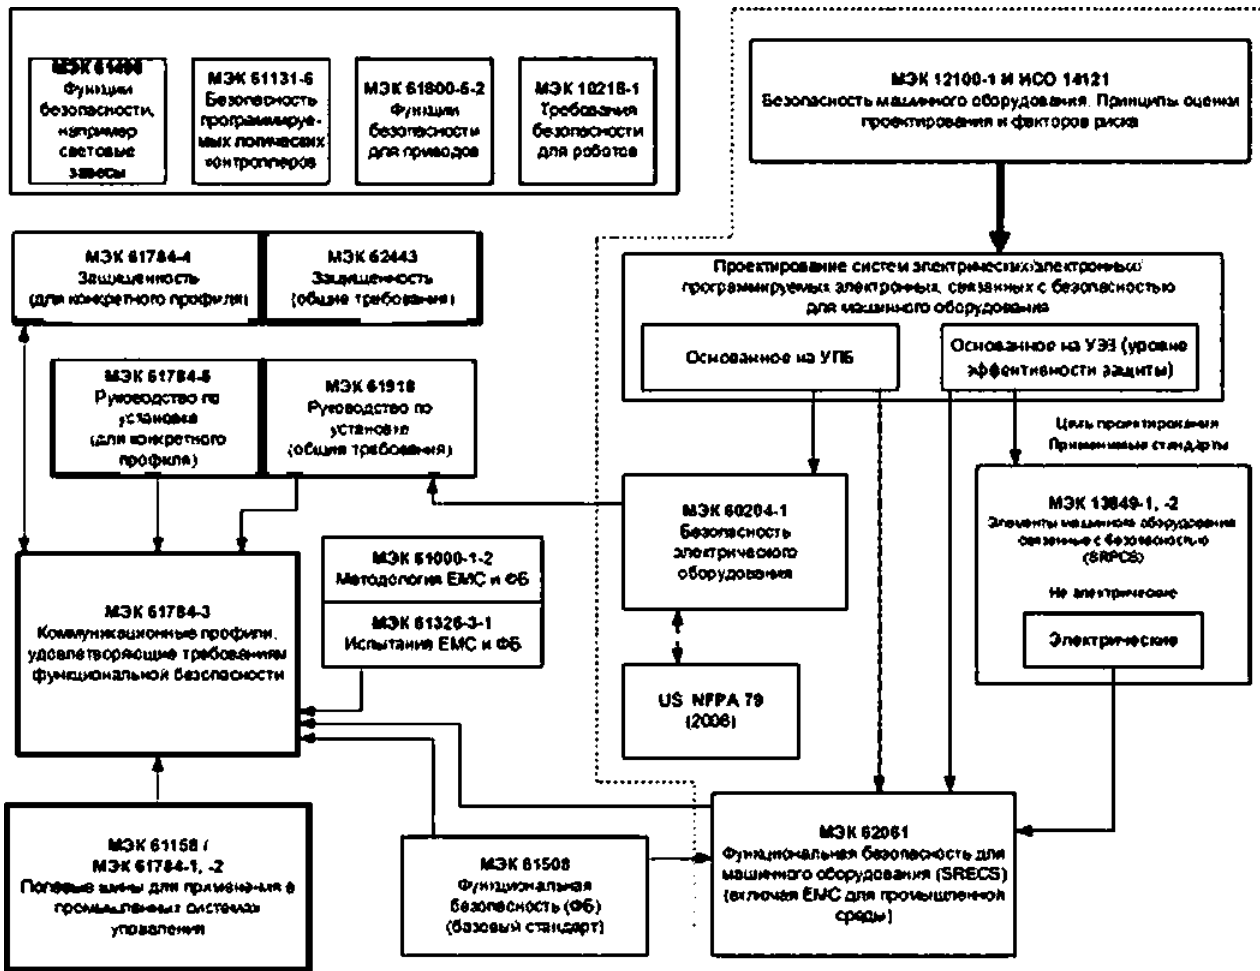 МЭК 61496
Функции
безопасности,
например
световые
завесы
МЭК 61131-6
Безопасность
программируе-
мых логических
контроллеров
МЭК 61800-5-2
Функции
безопасности
для приводов
МЭК 10218-1
Требования
безопасности
для роботов
МЭК 12100-1 И ИСО 14121
Безопасность машинного оборудования. Принципы оценки
проектирования и факторов риска
МЭК 61784-4
Защищенность
(для конкретного профиля)
МЭК 62443
Защищенность
(общие требования)
Проектирование систем электрических/электронных/
программируемых электронных, связанных с безопасностью
для машинного оборудования
Основанное на УПБ
Основанное на УЭЗ (уровне
эффективности защиты)
МЭК 61784-5
Руководство по
установке
(для конкретного
профиля)
МЭК 61918
Руководство по
установке
(общие требования)
Цель проектирования
Применимые стандарты
МЭК 60204-1
Безопасность
электрического
оборудования
МЭК 13849-1, -2
Элементы машинного оборудования
связанные с безопасностью
(SRPCS)
Не электрические
Электрические
МЭК 61000-1-2
Методология ЕМС и ФБ
МЭК 61326-3-1
Испытания ЕМС и ФБ
МЭК 61784-3
Коммуникационные профили,
удовлетворяющие требованиям
функциональной безопасности
US NFPA 79
(2006)
МЭК 61158 /
МЭК 61784-1, -2
Полевые шины для применения в
промышленных системах
управления
МЭК 61508
Функциональная
безопасность (ФБ)
(базовый стандарт)
МЭК 62061
Функциональная безопасность для
машинного оборудования (SRECS)
(включая ЕМС для промышленной
среды)